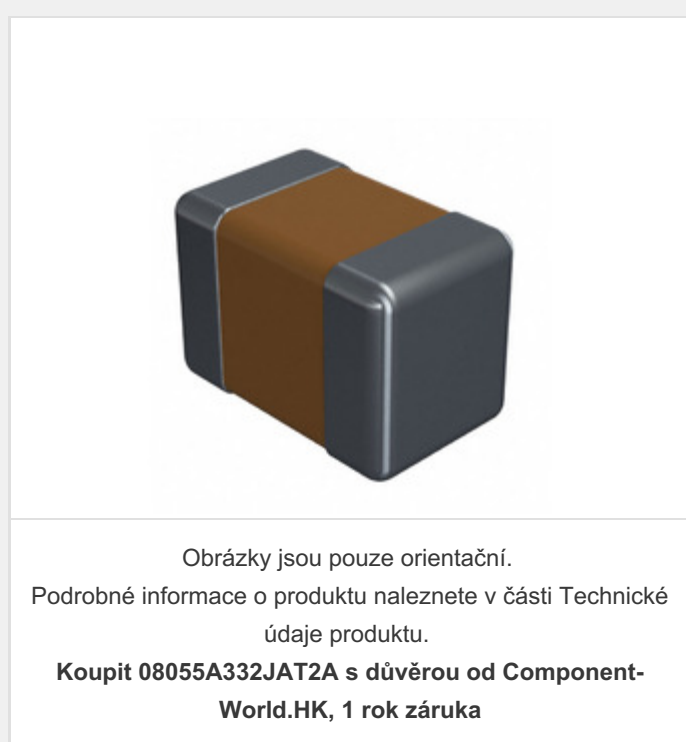 Obrázky jsou pouze orientační.
Podrobné informace o produktu naleznete v části Technické
údaje produktu.
Koupit 08055A332JAT2A s důvěrou od Component-
World.HK, 1 rok záruka